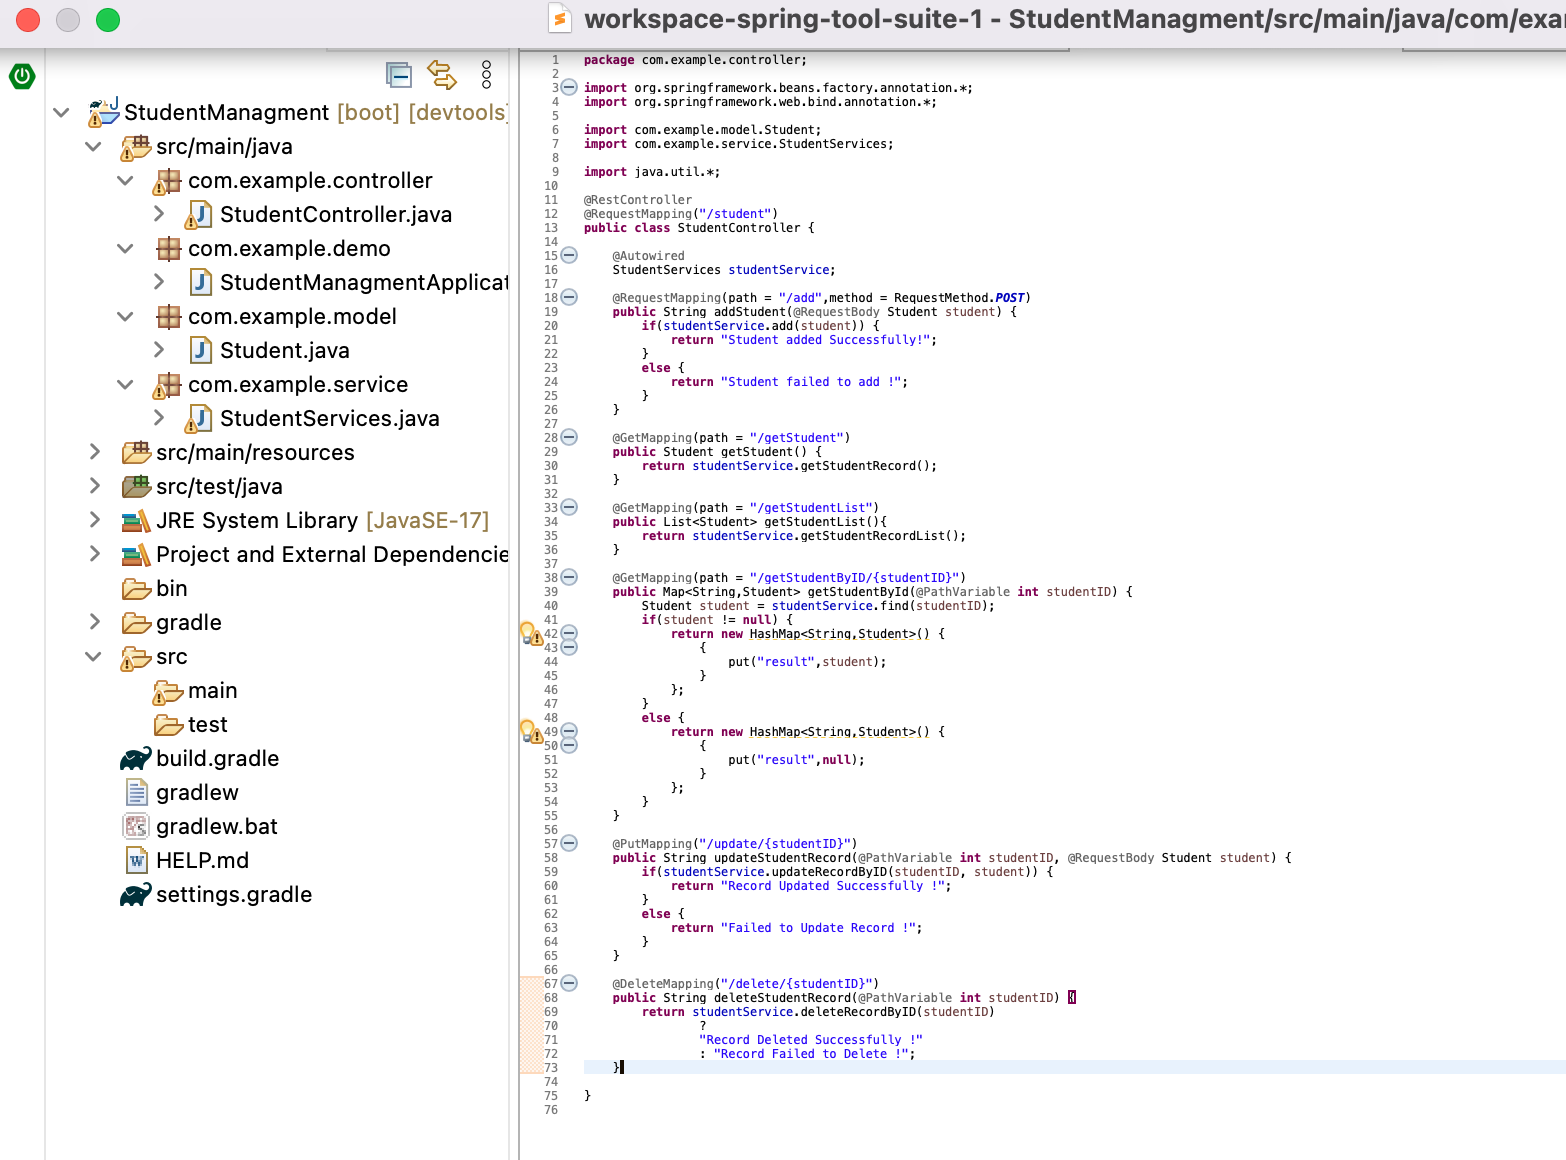 workspace-spring-tool-suite-1 - StudentManagment/src/main/java/com/exa
StudentManagment [boot] [devtools]
src/main/java
com.example.controller
StudentController.java
com.example.demo
StudentManagmentApplicat
com.example.model
Student.java
com.example.service
StudentServices.java
src/main/resources
src/test/java
JRE System Library [JavaSE-17]
Project and External Dependencie
bin
gradle
src
main
test
build.gradle
gradlew
gradlew.bat
HELP.md
settings.gradle
1 package com.example.controller;
2
3 import org.springframework.beans.factory.annotation.*;
4 import org.springframework.web.bind.annotation.*;
5
6 import com.example.model.Student;
7 import com.example.service.StudentServices;
8
9 import java.util.*;
10
11 @RestController
12 @RequestMapping("/student")
13 public class StudentController {
14
15 @Autowired
16 StudentServices studentService;
17
18 @RequestMapping(path = "/add",method = RequestMethod.POST)
19 public String addStudent(@RequestBody Student student) {
20 if(studentService.add(student)) {
21 return "Student added Successfully!";
22 }
23 else {
24 return "Student failed to add !";
25 }
26 }
27
28 @GetMapping(path = "/getStudent")
29 public Student getStudent() {
30 return studentService.getStudentRecord();
31 }
32
33 @GetMapping(path = "/getStudentList")
34 public List<Student> getStudentList(){
35 return studentService.getStudentRecordList();
36 }
37
38 @GetMapping(path = "/getStudentByID/{studentID}")
39 public Map<String,Student> getStudentById(@PathVariable int studentID) {
40 Student student = studentService.find(studentID);
41 if(student != null) {
42 return new HashMap<String,Student>() {
43 {
44 put("result",student);
45 }
46 };
47 }
48 else {
49 return new HashMap<String,Student>() {
50 {
51 put("result",null);
52 }
53 };
54 }
55 }
56
57 @PutMapping("/update/{studentID}")
58 public String updateStudentRecord(@PathVariable int studentID, @RequestBody Student student) {
59 if(studentService.updateRecordByID(studentID, student)) {
60 return "Record Updated Successfully !";
61 }
62 else {
63 return "Failed to Update Record !";
64 }
65 }
66
67 @DeleteMapping("/delete/{studentID}")
68 public String deleteStudentRecord(@PathVariable int studentID) {
69 return studentService.deleteRecordByID(studentID)
70 ?
71 "Record Deleted Successfully !"
72 : "Record Failed to Delete !";
73 }
74
75 }
76